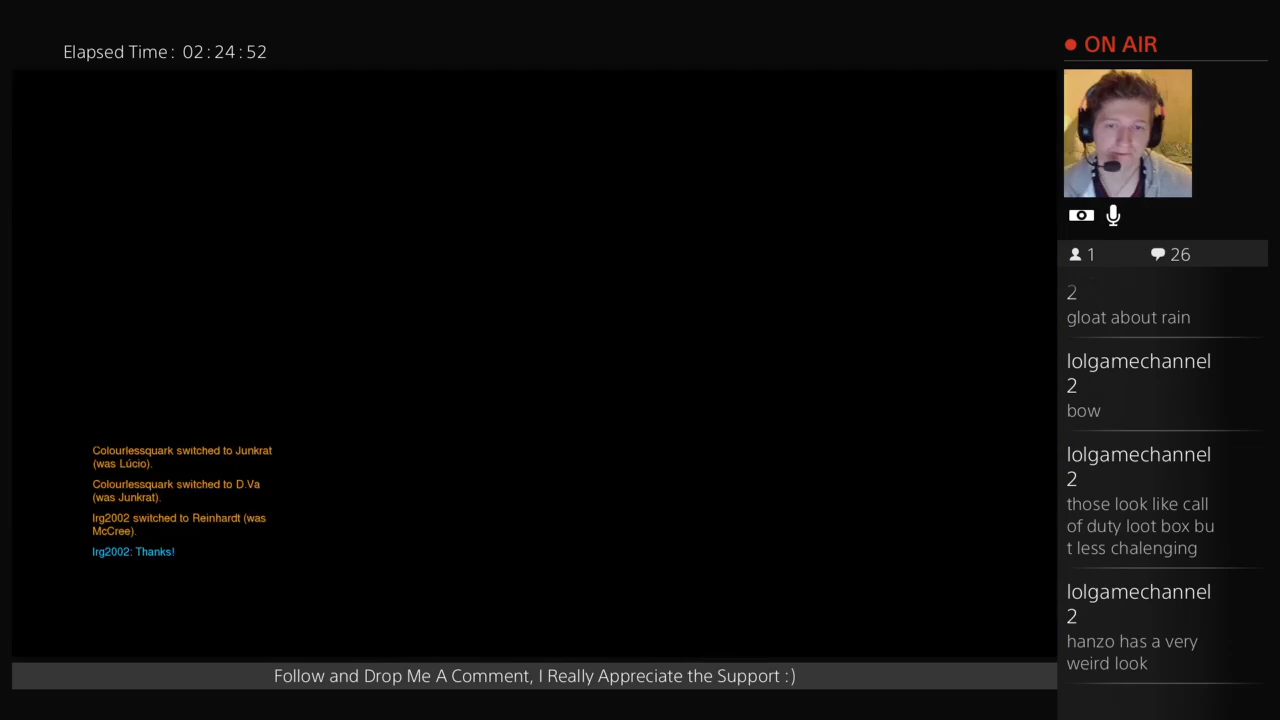 Elapsed Time: 02:24:52
ON AIR
1 26
2
gloat about rain
lolgamechannel
2
bow
lolgamechannel
2
those look like call
of duty loot box bu
t less chalenging
lolgamechannel
2
hanzo has a very
weird look
Colourlessquark switched to Junkrat
(was Lúcio).
Colourlessquark switched to D.Va
(was Junkrat).
lrg2002 switched to Reinhardt (was
McCree).
lrg2002: Thanks!
Follow and Drop Me A Comment, I Really Appreciate the Support :)